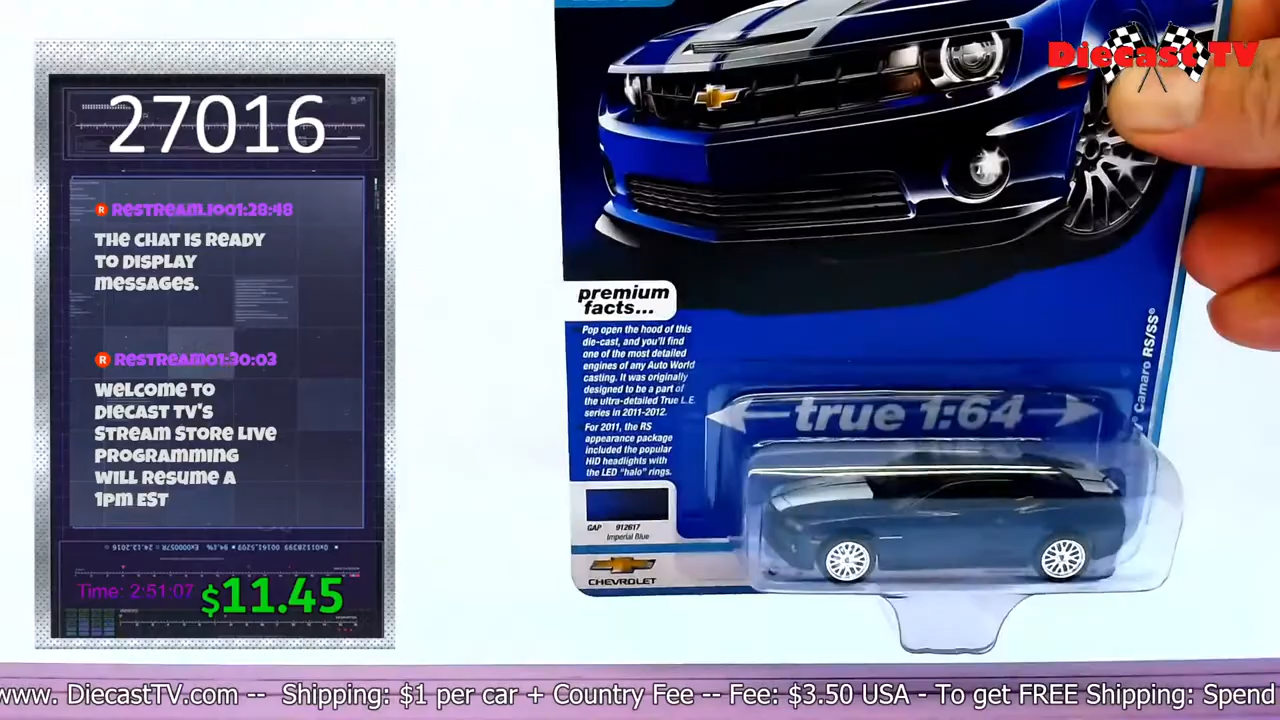 27016
Restream.io01:28:48
The chat is ready
to display
messages.
Restream01:30:03
Welcome to
Diecast TV's
Stream Store Live
Programming
will resume a
1pm EST
Time: 2:51:07
$11.45
Diecast TV
premium
facts...
Pop open the hood of this
die-cast, and you'll find
one of the most detailed
engines of any Auto World
casting. It was originally
designed to be a part of
the ultra-detailed True L.E.
series in 2011-2012.
For 2011, the RS
appearance package
included the popular
HID headlights with
the LED "halo" rings.
GAP 912617
Imperial Blue
CHEVROLET
true 1:64
Camaro RS/SS®
www. DiecastTV.com -- Shipping: $1 per car + Country Fee -- Fee: $3.50 USA - To get FREE Shipping: Spend